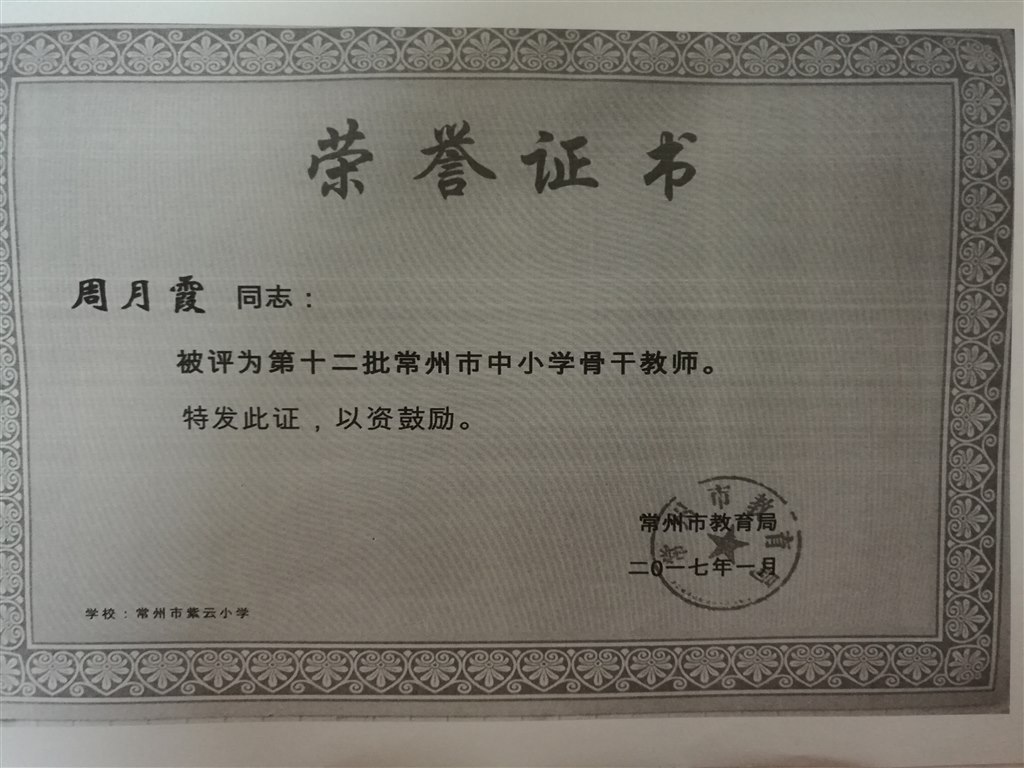 荣誉证书
周月霞 同志：
被评为第十二批常州市中小学骨干教师。
特发此证，以资鼓励。
常州市教育局
二0一七年一月
学校：常州市紫云小学